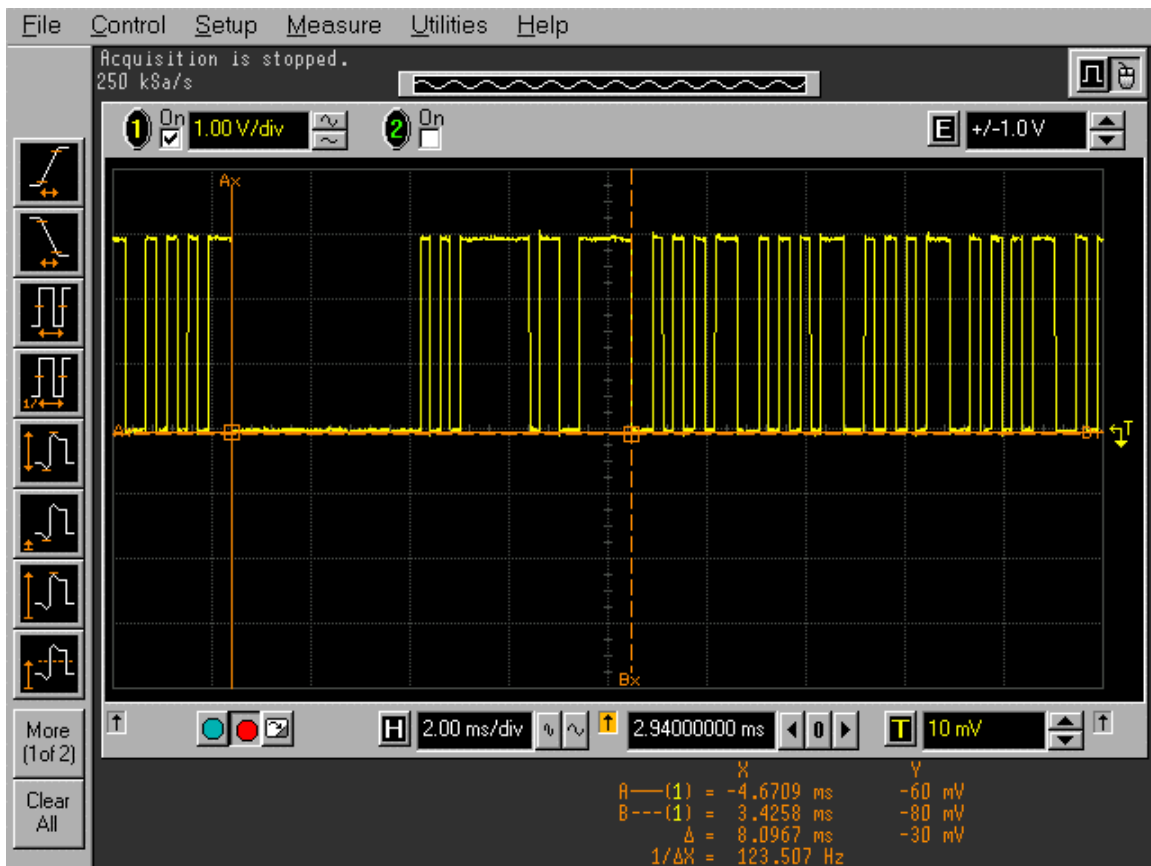 File Control Setup Measure Utilities Help
Acquisition is stopped.
250 kSa/s
1 On 1.00 V/div 2 On E +/-1.0 V
Ax
1/
A
B
T
Bx
More
(1of 2)
H 2.00 ms/div 2.94000000 ms 0 T 10 mV
Clear
All
X Y
A——(1) = -4.6709 ms -60 mV
B---(1) = 3.4258 ms -80 mV
Δ = 8.0967 ms -30 mV
1/ΔX = 123.507 Hz